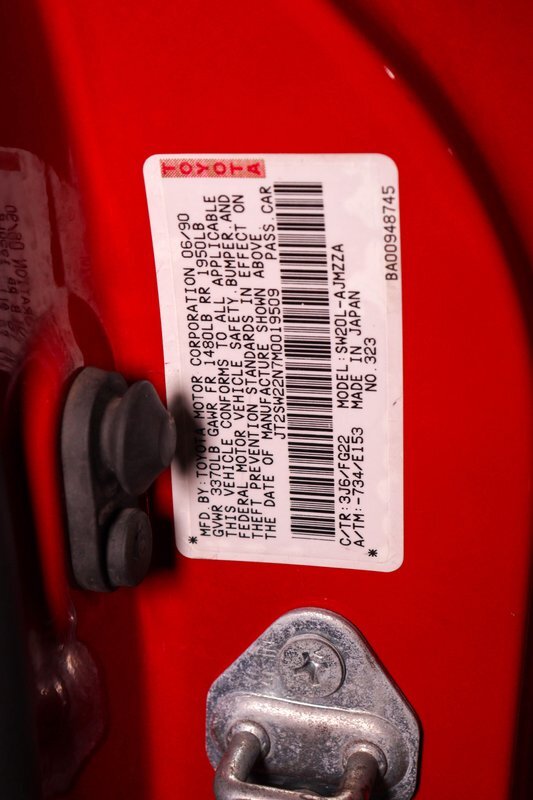 TOYOTA
MFD. BY: TOYOTA MOTOR CORPORATION 06/90
GVWR 3370LB GAWR FR 1480LB RR 1950LB
THIS VEHICLE CONFORMS TO ALL APPLICABLE
FEDERAL MOTOR VEHICLE SAFETY, BUMPER, AND
THEFT PREVENTION STANDARDS IN EFFECT ON
THE DATE OF MANUFACTURE SHOWN ABOVE.
JT2SW22N7M0019509 PASS. CAR
C/TR: 3J6/FG22 MODEL: SW20L-AJMZZA
A/TM: -734/E153 MADE IN JAPAN
* NO. 323
BA00948745